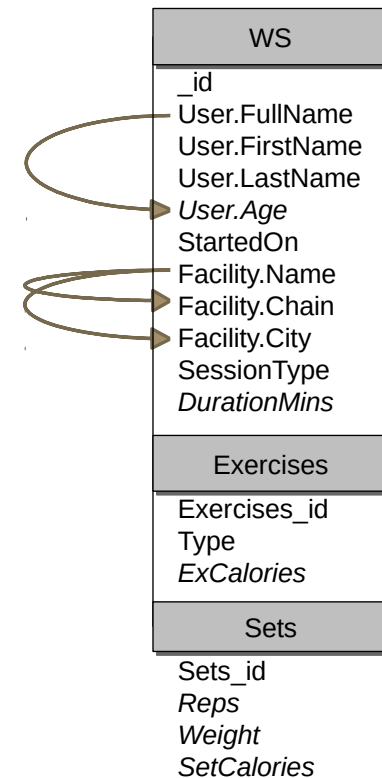 WS
_id
User.FullName
User.FirstName
User.LastName
User.Age
StartedOn
Facility.Name
Facility.Chain
Facility.City
SessionType
DurationMins
Exercises
Exercises_id
Type
ExCalories
Sets
Sets_id
Reps
Weight
SetCalories